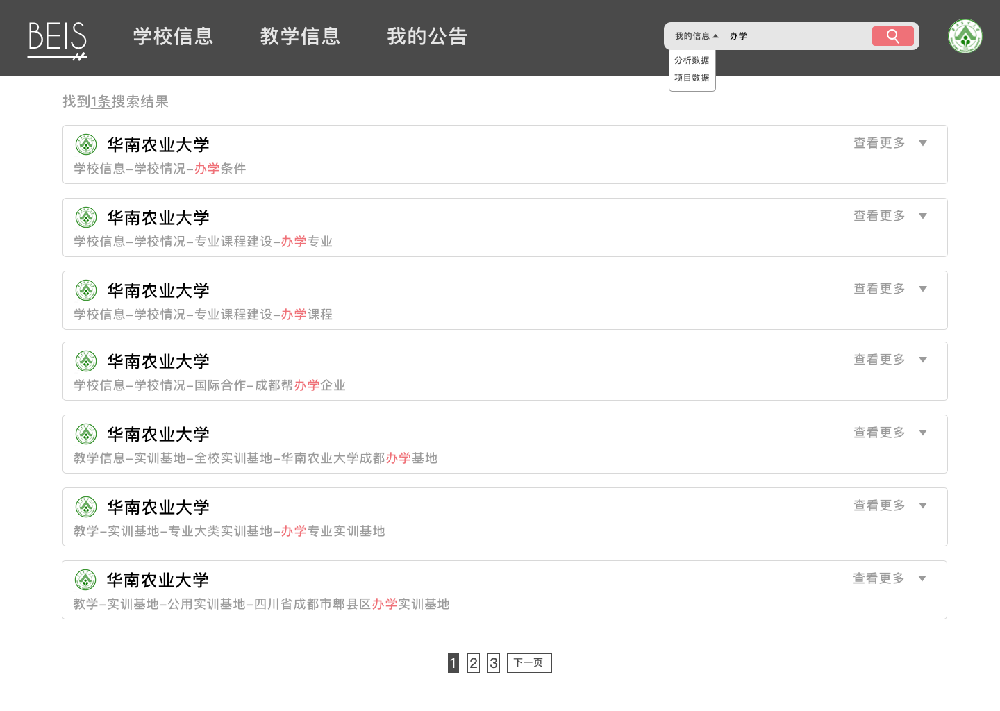 BEIS 学校信息 教学信息 我的公告 我的信息 办学
分析数据
项目数据
找到1条搜索结果
华南农业大学 查看更多
学校信息-学校情况-办学条件
华南农业大学 查看更多
学校信息-学校情况-专业课程建设-办学专业
华南农业大学 查看更多
学校信息-学校情况-专业课程建设-办学课程
华南农业大学 查看更多
学校信息-学校情况-国际合作-成都帮办学企业
华南农业大学 查看更多
教学信息-实训基地-全校实训基地-华南农业大学成都办学基地
华南农业大学 查看更多
教学-实训基地-专业大类实训基地-办学专业实训基地
华南农业大学 查看更多
教学-实训基地-公用实训基地-四川省成都市郫县区办学实训基地
1 2 3 下一页